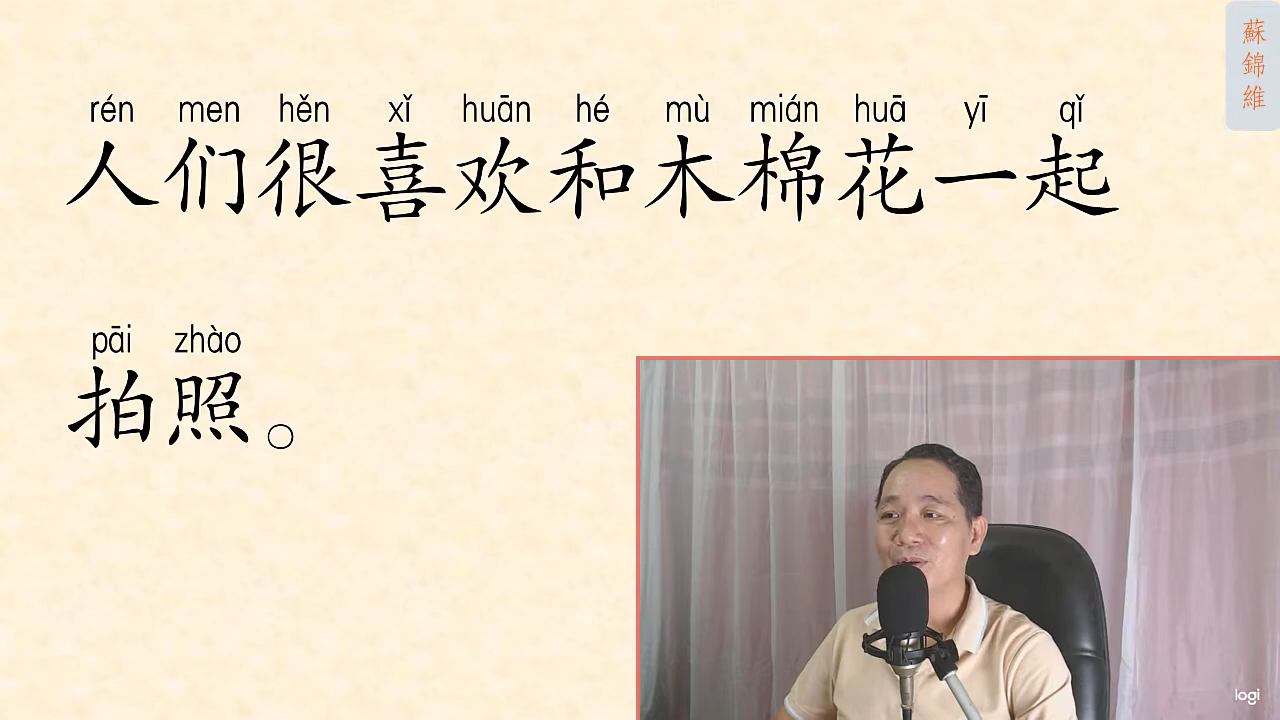 蘇錦維
rén men hěn xǐ huān hé mù mián huā yī qǐ
人们很喜欢和木棉花一起
pāi zhào
拍照。
logi